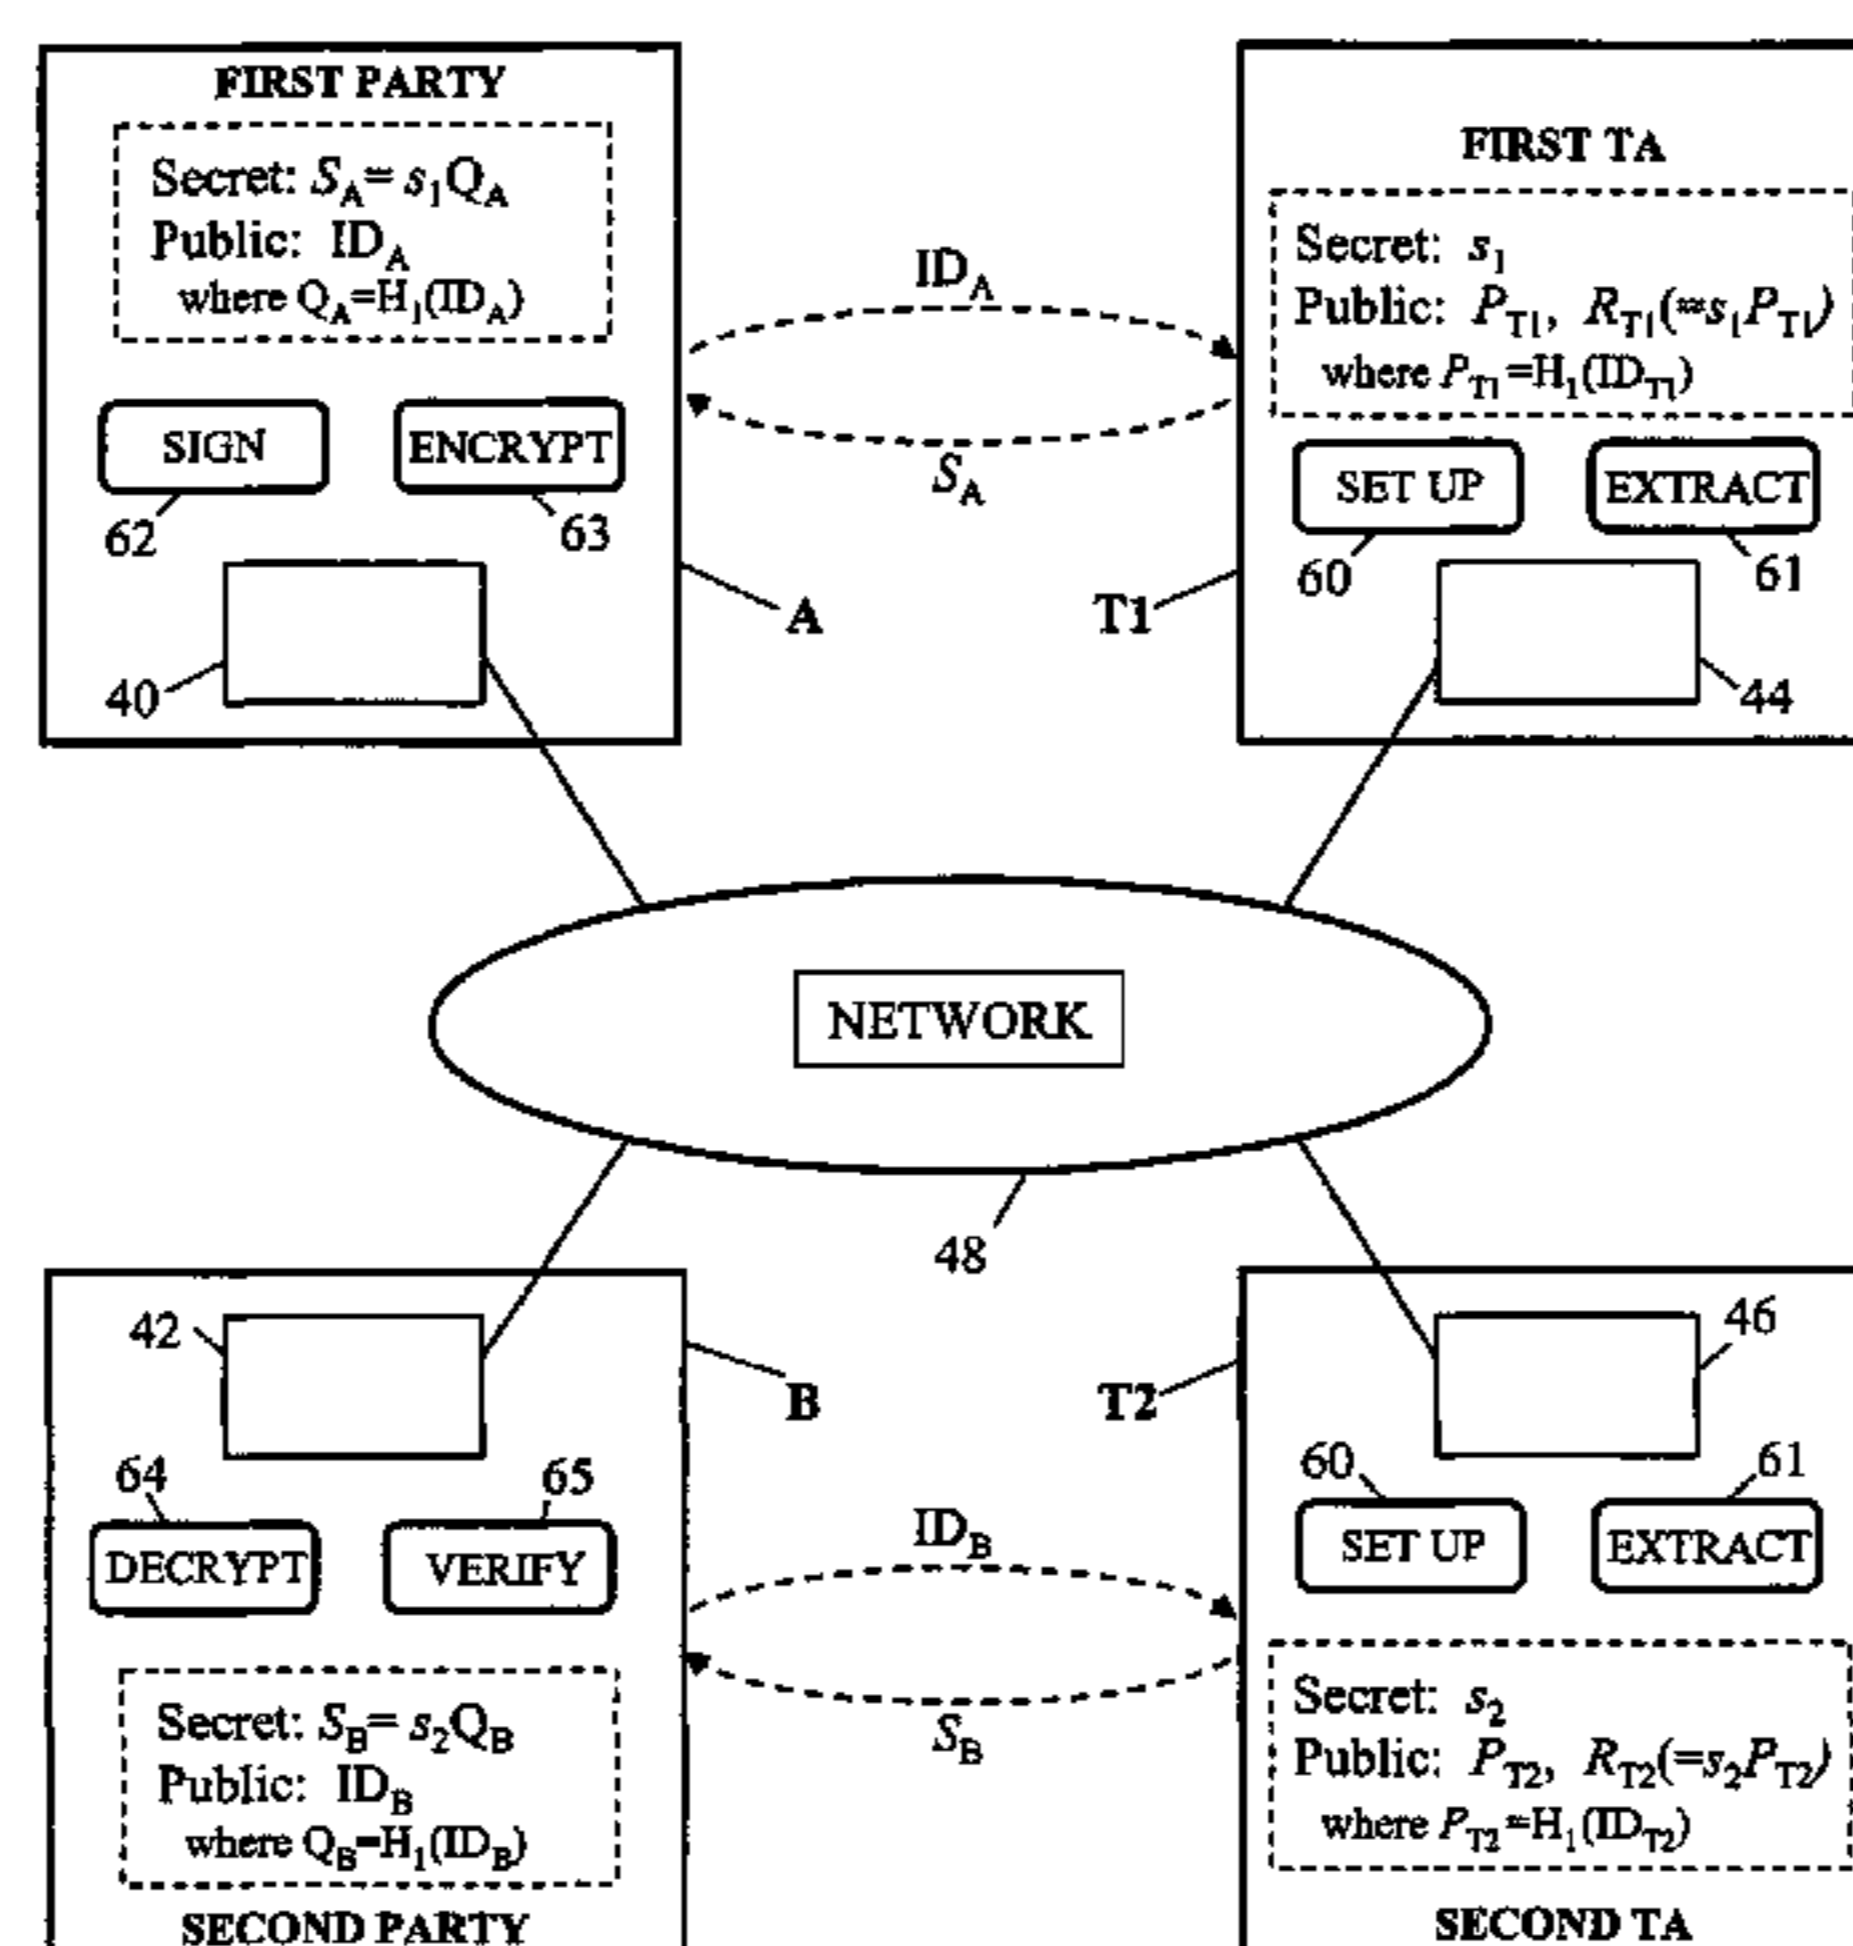 FIRST PARTY
Secret: S_A = s_1Q_A
Public: ID_A
where Q_A=H_1(ID_A)
SIGN
ENCRYPT
62
63
40
A
ID_A
S_A
FIRST TA
Secret: s_1
Public: P_T1, R_T1(=s_1P_T1)
where P_T1=H_1(ID_T1)
SET UP
EXTRACT
60
61
T1
44
NETWORK
48
42
B
64
65
DECRYPT
VERIFY
Secret: S_B= s_2Q_B
Public: ID_B
where Q_B=H_1(ID_B)
SECOND PARTY
ID_B
S_B
T2
46
60
61
SET UP
EXTRACT
Secret: s_2
Public: P_T2, R_T2(=s_2P_T2)
where P_T2=H_1(ID_T2)
SECOND TA